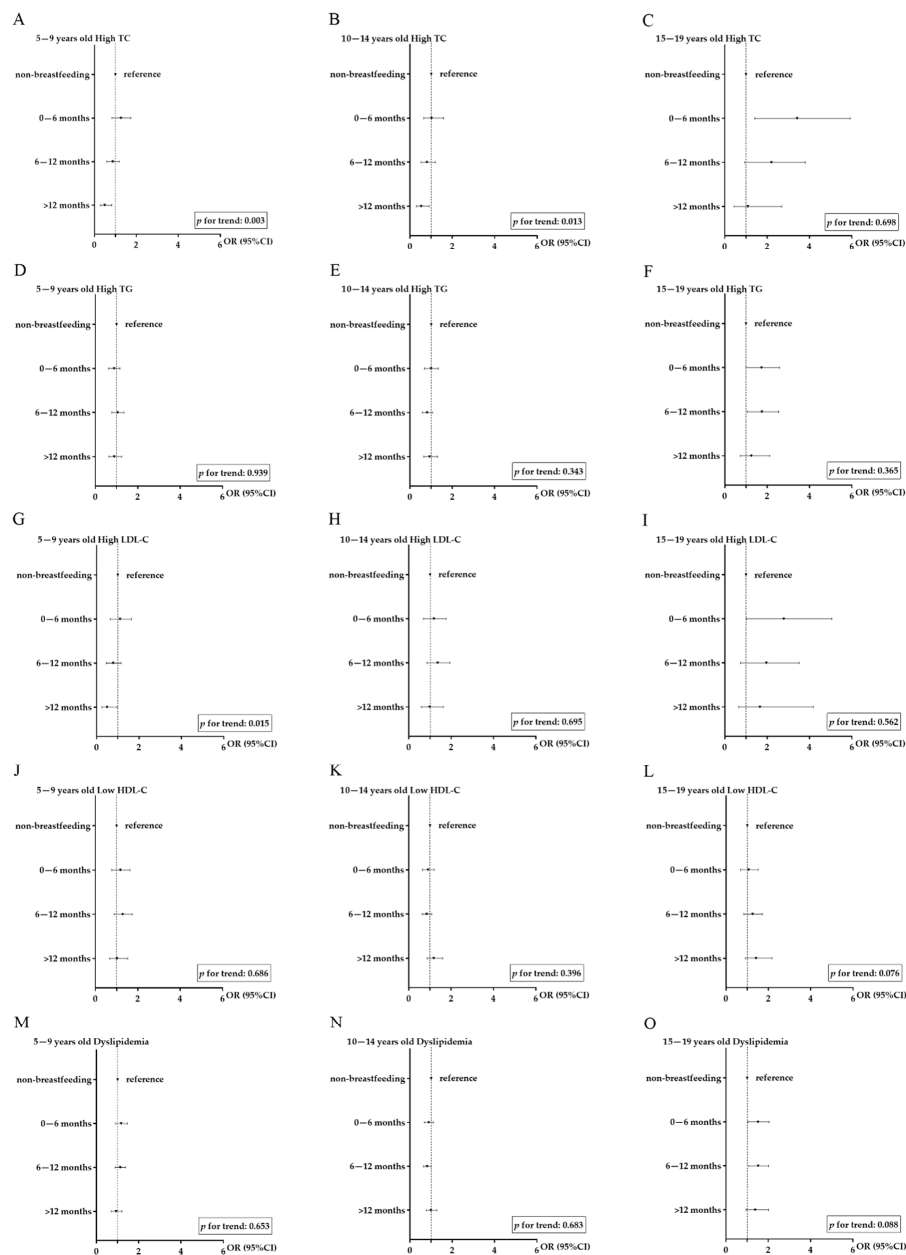 A
5—9 years old High TC
non-breastfeeding
reference
0—6 months
6—12 months
>12 months
p for trend: 0.003
0 2 4 6
OR (95%CI)
B
10—14 years old High TC
non-breastfeeding
reference
0—6 months
6—12 months
>12 months
p for trend: 0.013
0 2 4 6
OR (95%CI)
C
15—19 years old High TC
non-breastfeeding
reference
0—6 months
6—12 months
>12 months
p for trend: 0.698
0 2 4 6
OR (95%CI)
D
5—9 years old High TG
non-breastfeeding
reference
0—6 months
6—12 months
>12 months
p for trend: 0.939
0 2 4 6
OR (95%CI)
E
10—14 years old High TG
non-breastfeeding
reference
0—6 months
6—12 months
>12 months
p for trend: 0.343
0 2 4 6
OR (95%CI)
F
15—19 years old High TG
non-breastfeeding
reference
0—6 months
6—12 months
>12 months
p for trend: 0.365
0 2 4 6
OR (95%CI)
G
5—9 years old High LDL-C
non-breastfeeding
reference
0—6 months
6—12 months
>12 months
p for trend: 0.015
0 2 4 6
OR (95%CI)
H
10—14 years old High LDL-C
non-breastfeeding
reference
0—6 months
6—12 months
>12 months
p for trend: 0.695
0 2 4 6
OR (95%CI)
I
15—19 years old High LDL-C
non-breastfeeding
reference
0—6 months
6—12 months
>12 months
p for trend: 0.562
0 2 4 6
OR (95%CI)
J
5—9 years old Low HDL-C
non-breastfeeding
reference
0—6 months
6—12 months
>12 months
p for trend: 0.686
0 2 4 6
OR (95%CI)
K
10—14 years old Low HDL-C
non-breastfeeding
reference
0—6 months
6—12 months
>12 months
p for trend: 0.396
0 2 4 6
OR (95%CI)
L
15—19 years old Low HDL-C
non-breastfeeding
reference
0—6 months
6—12 months
>12 months
p for trend: 0.076
0 2 4 6
OR (95%CI)
M
5—9 years old Dyslipidemia
non-breastfeeding
reference
0—6 months
6—12 months
>12 months
p for trend: 0.653
0 2 4 6
OR (95%CI)
N
10—14 years old Dyslipidemia
non-breastfeeding
reference
0—6 months
6—12 months
>12 months
p for trend: 0.683
0 2 4 6
OR (95%CI)
O
15—19 years old Dyslipidemia
non-breastfeeding
reference
0—6 months
6—12 months
>12 months
p for trend: 0.088
0 2 4 6
OR (95%CI)